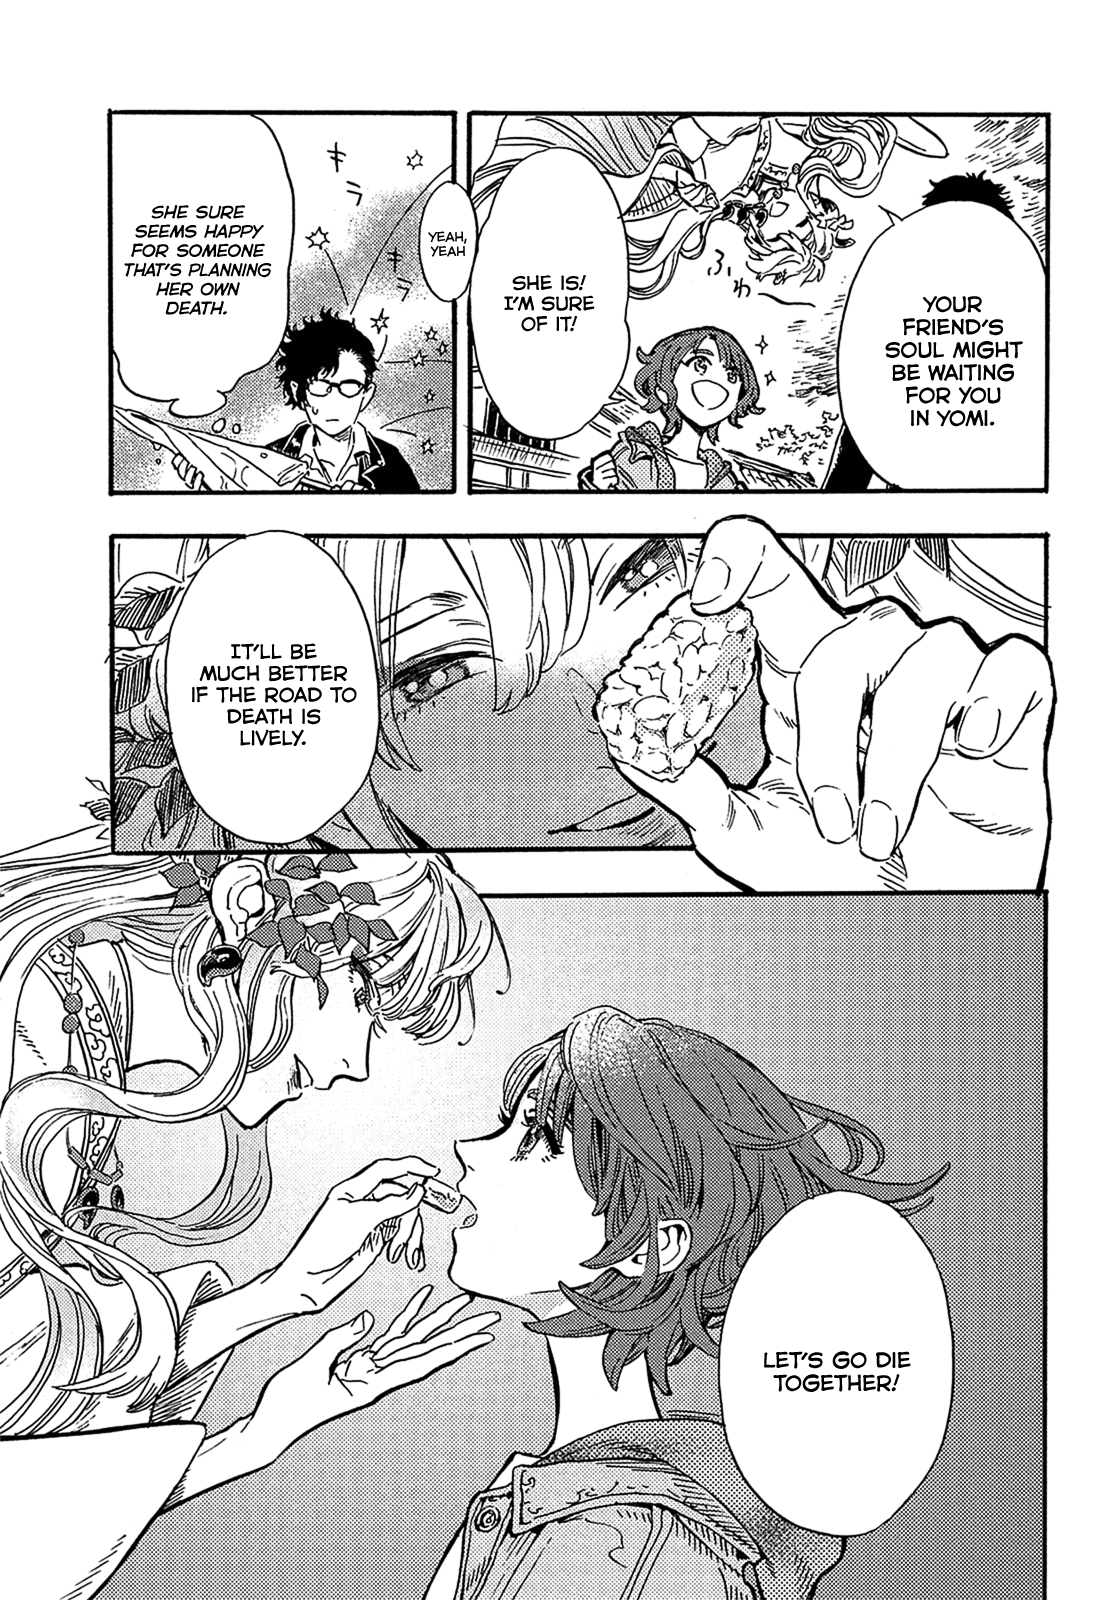 YOUR
FRIEND'S
SOUL MIGHT
BE WAITING
FOR YOU
IN YOMI.
ふわー
SHE IS!
I'M SURE
OF IT!
YEAH,
YEAH
キラ
キラ
SHE SURE
SEEMS HAPPY
FOR SOMEONE
THAT'S PLANNING
HER OWN
DEATH.
IT'LL BE
MUCH BETTER
IF THE ROAD TO
DEATH IS
LIVELY.
LET'S GO DIE
TOGETHER!